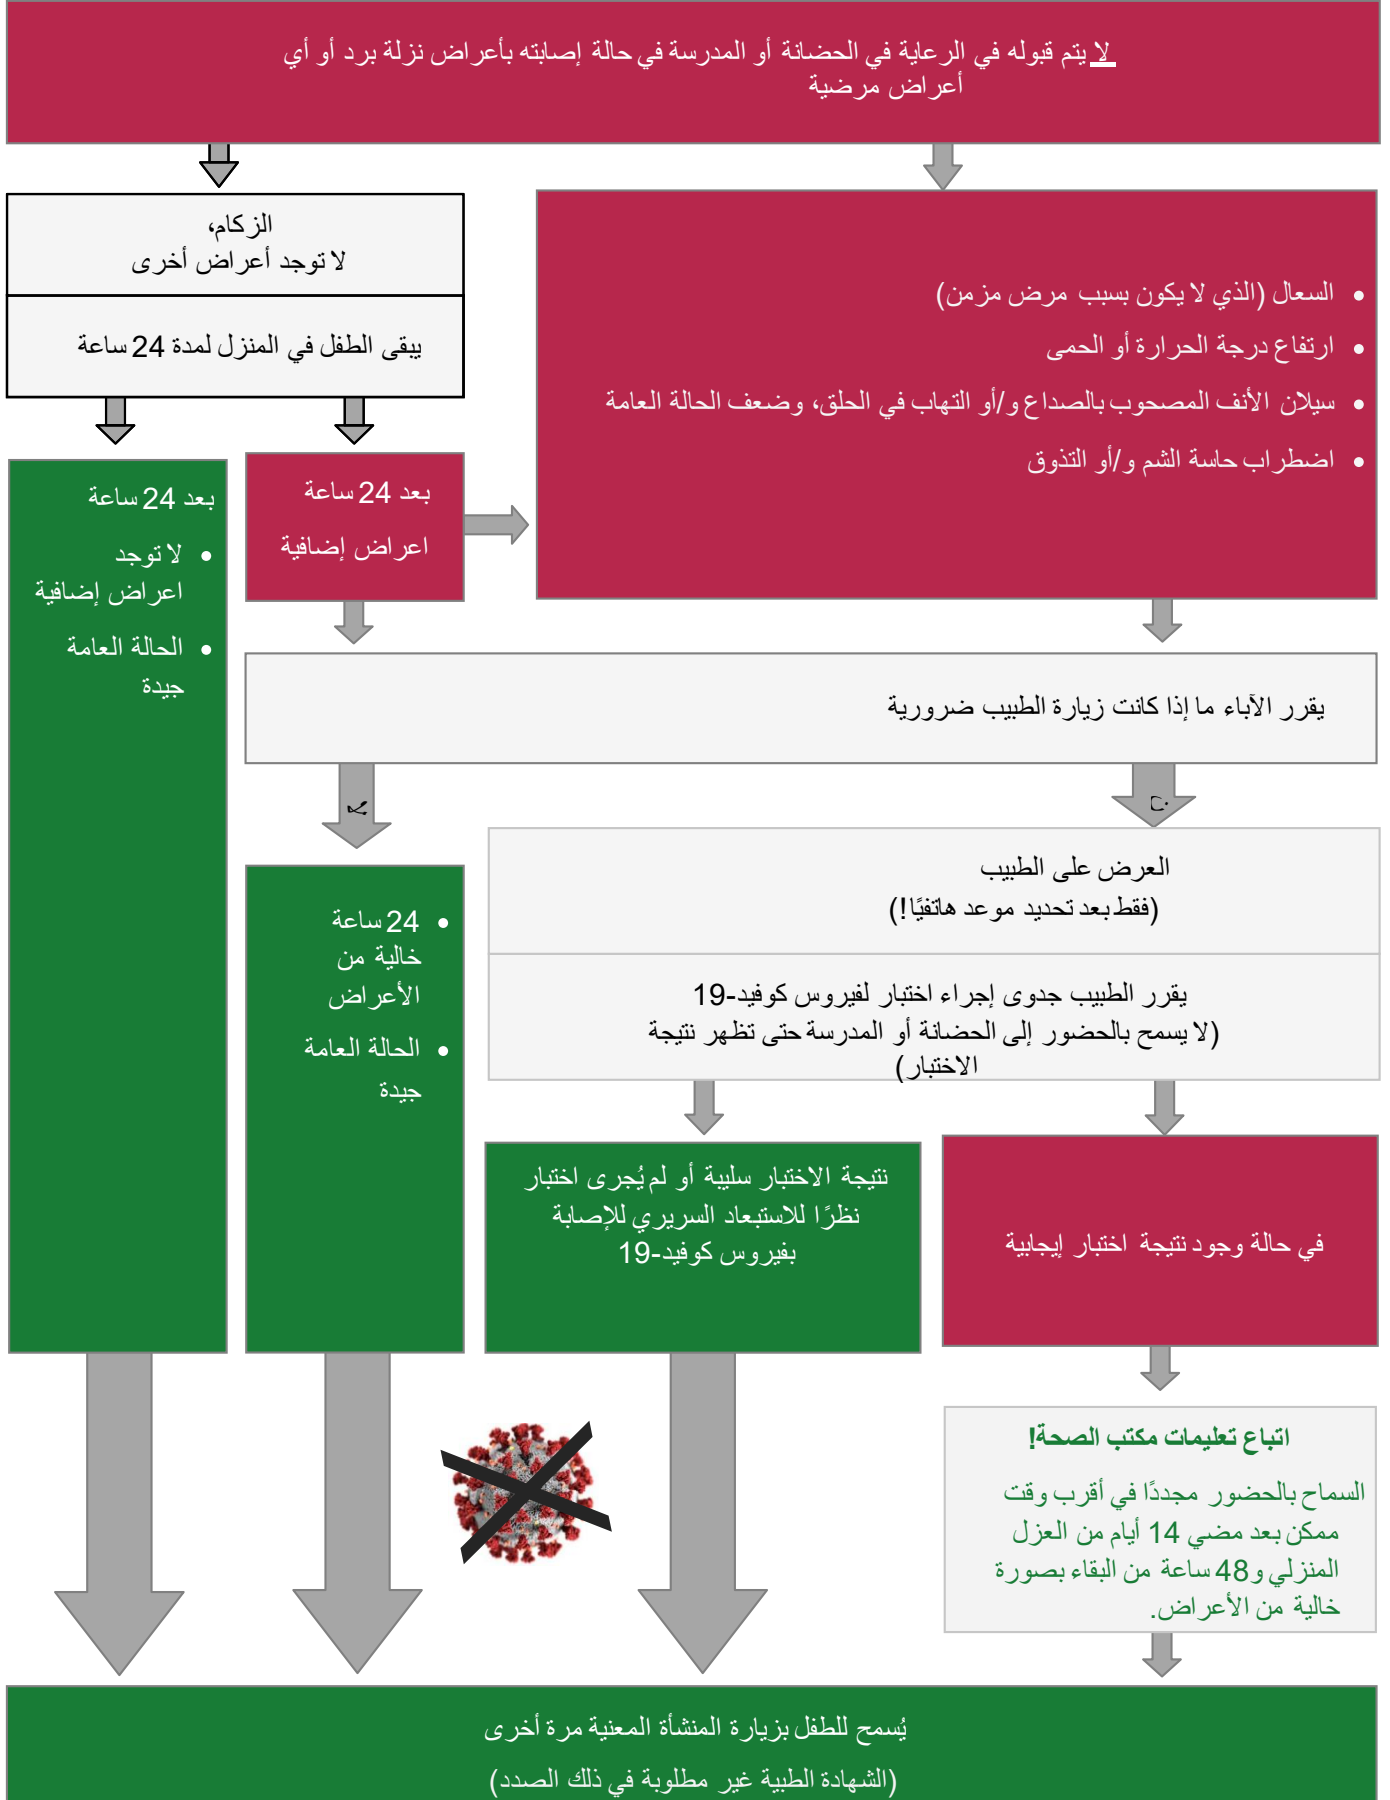 لا يتم قبوله في الرعاية في الحضانة أو المدرسة في حالة إصابته بأعراض نزلة برد أو أي
أعراض مرضية
• السعال (الذي لا يكون بسبب مرض مزمن)
• ارتفاع درجة الحرارة أو الحمى
• سيلان الأنف المصحوب بالصداع و/أو التهاب في الحلق، وضعف الحالة العامة
• اضطراب حاسة الشم و/أو التذوق
الزكام،
لا توجد أعراض أخرى
يبقى الطفل في المنزل لمدة 24 ساعة
بعد 24 ساعة
اعراض إضافية
بعد 24 ساعة
• لا توجد
اعراض إضافية
• الحالة العامة
جيدة
يقرر الآباء ما إذا كانت زيارة الطبيب ضرورية
العرض على الطبيب
(فقط بعد تحديد موعد هاتفيًا!)
يقرر الطبيب جدوى إجراء اختبار لفيروس كوفيد-19
(لا يسمح بالحضور إلى الحضانة أو المدرسة حتى تظهر نتيجة
الاختبار)
• 24 ساعة
خالية من
الأعراض
• الحالة العامة
جيدة
في حالة وجود نتيجة اختبار إيجابية
نتيجة الاختبار سلبية أو لم يُجرى اختبار
نظرًا للاستبعاد السريري للإصابة
بفيروس كوفيد-19
اتباع تعليمات مكتب الصحة!
السماح بالحضور مجددًا في أقرب وقت
ممكن بعد مضي 14 أيام من العزل
المنزلي و48 ساعة من البقاء بصورة
خالية من الأعراض.
يُسمح للطفل بزيارة المنشأة المعنية مرة أخرى
(الشهادة الطبية غير مطلوبة في ذلك الصدد)